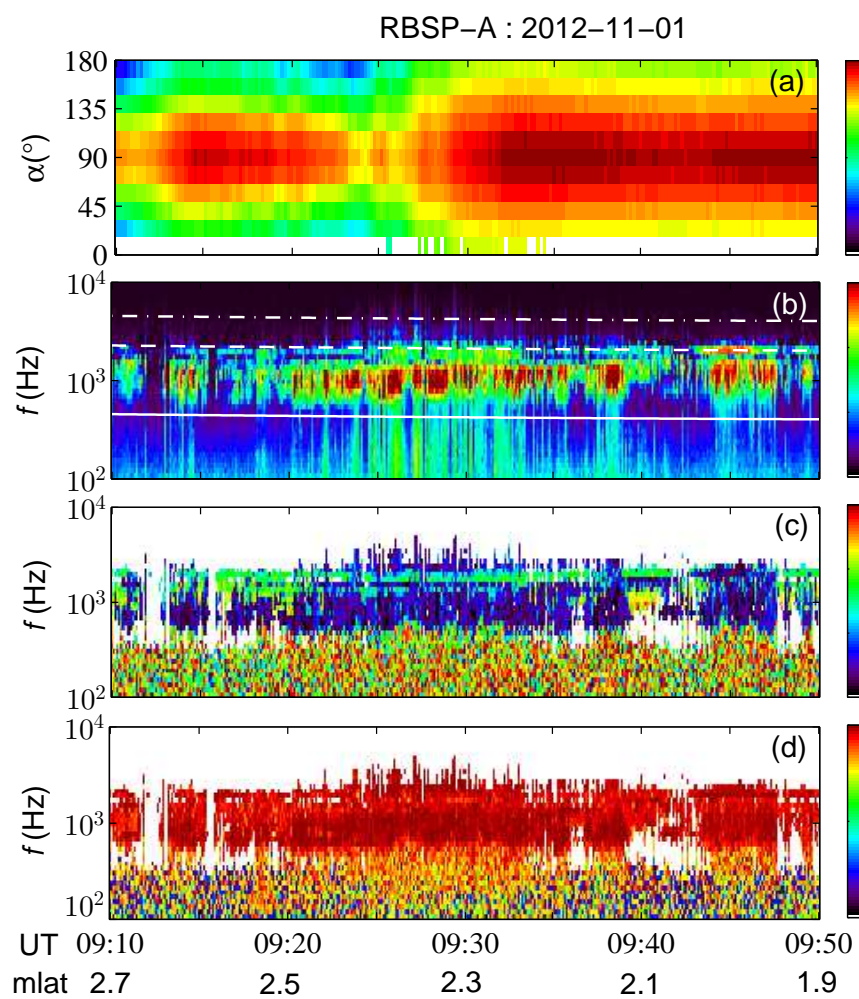 RBSP−A : 2012−11−01
180
135
90
45
0
α(°)
(a)
10⁴
10³
10²
f (Hz)
(b)
10⁴
10³
10²
f (Hz)
(c)
10⁴
10³
10²
f (Hz)
(d)
UT 09:10 09:20 09:30 09:40 09:50
mlat 2.7 2.5 2.3 2.1 1.9